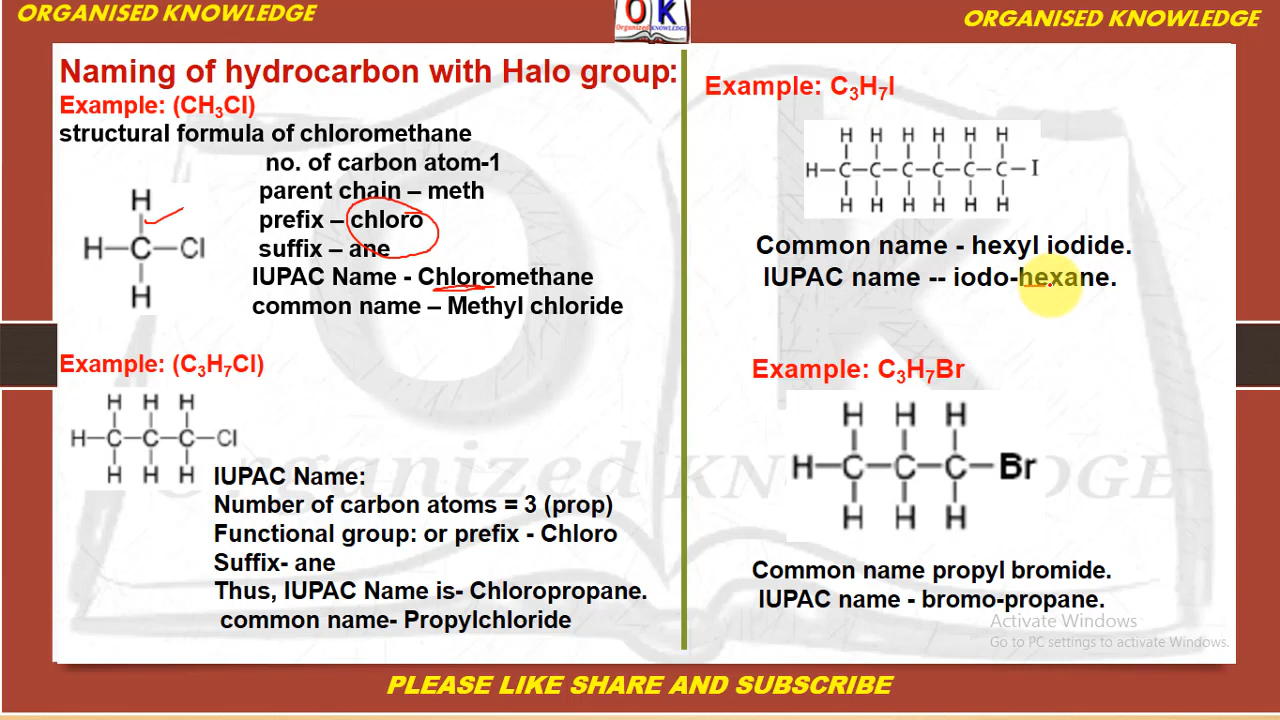 ORGANISED KNOWLEDGE
ORGANISED KNOWLEDGE
O K
Organized KNOWLEDGE
Naming of hydrocarbon with Halo group:
Example: (CH₃Cl)
structural formula of chloromethane
no. of carbon atom-1
parent chain – meth
prefix – chloro
suffix – ane
IUPAC Name - Chloromethane
common name – Methyl chloride
H
H–C–Cl
H
Example: (C₃H₇Cl)
H H H
H–C–C–C–Cl
H H H
IUPAC Name:
Number of carbon atoms = 3 (prop)
Functional group: or prefix - Chloro
Suffix- ane
Thus, IUPAC Name is- Chloropropane.
common name- Propylchloride
Example: C₃H₇I
H H H H H H
H–C–C–C–C–C–C–I
H H H H H H
Common name - hexyl iodide.
IUPAC name -- iodo-hexane.
Example: C₃H₇Br
H H H
H–C–C–C–Br
H H H
Common name propyl bromide.
IUPAC name - bromo-propane.
Organized KNOWLEDGE
Activate Windows
Go to PC settings to activate Windows.
PLEASE LIKE SHARE AND SUBSCRIBE